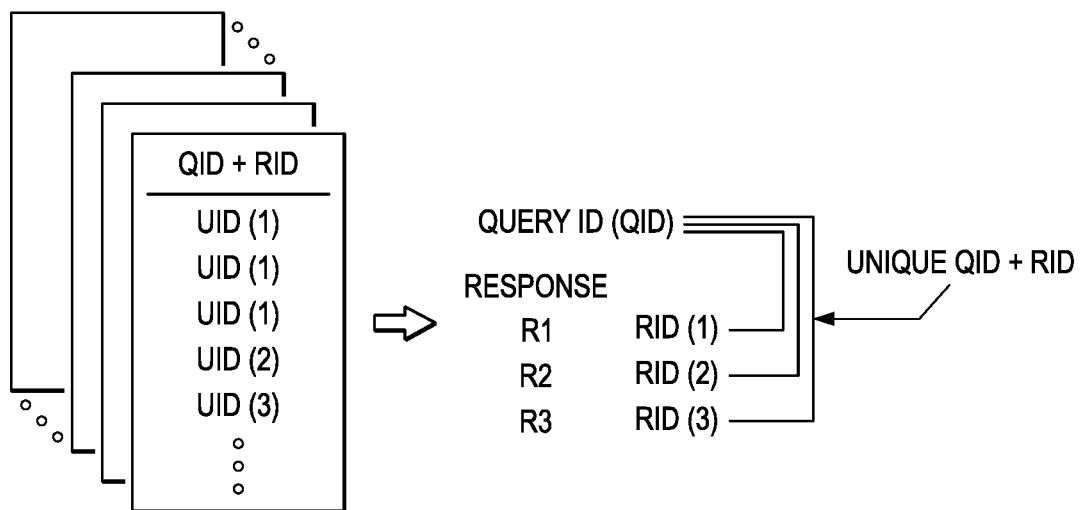 QID + RID
UID (1)
UID (1)
UID (1)
UID (2)
UID (3)
QUERY ID (QID)
RESPONSE
R1 RID (1)
R2 RID (2)
R3 RID (3)
UNIQUE QID + RID